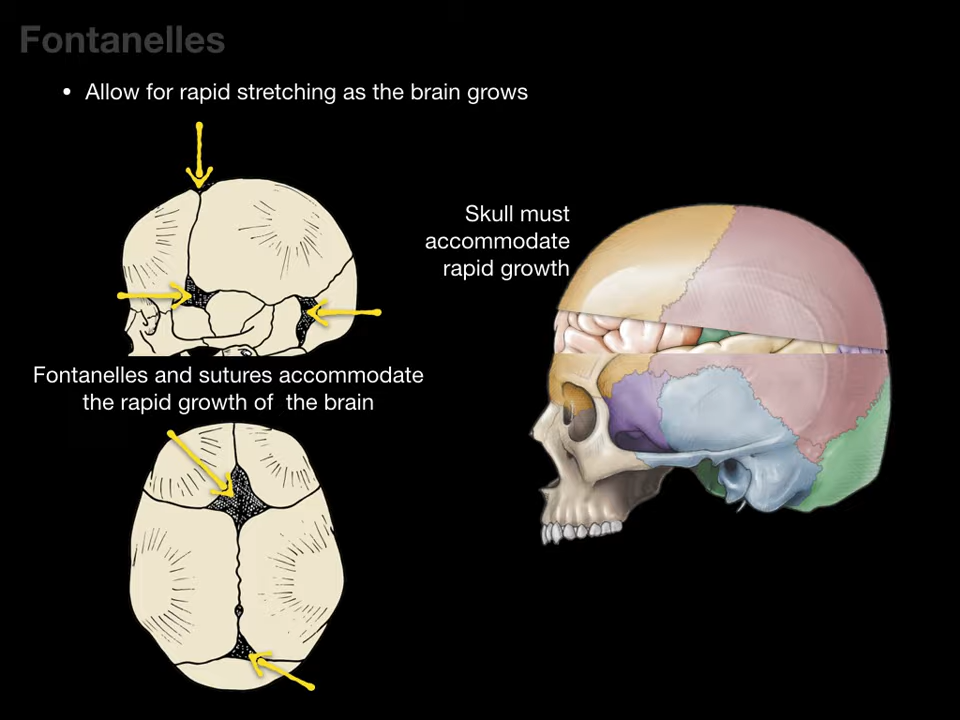 Fontanelles
• Allow for rapid stretching as the brain grows
Skull must
accommodate
rapid growth
Fontanelles and sutures accommodate
the rapid growth of the brain